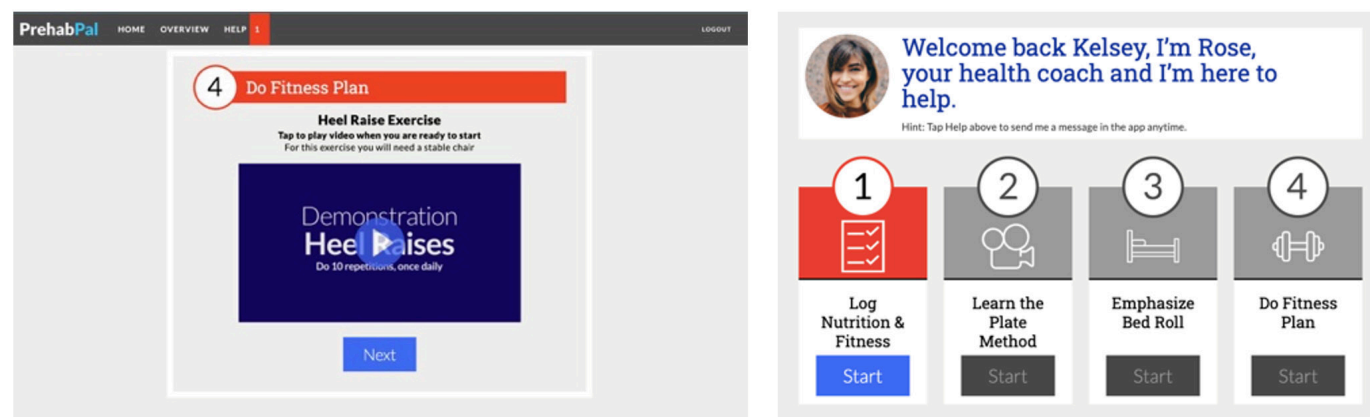 PrehabPal HOME OVERVIEW HELP 1 LOGOUT
4 Do Fitness Plan
Heel Raise Exercise
Tap to play video when you are ready to start
For this exercise you will need a stable chair
Demonstration
Heel Raises
Do 10 repetitions, once daily
Next
Welcome back Kelsey, I’m Rose,
your health coach and I’m here to
help.
Hint: Tap Help above to send me a message in the app anytime.
1
Log
Nutrition &
Fitness
Start
2
Learn the
Plate
Method
Start
3
Emphasize
Bed Roll
Start
4
Do Fitness
Plan
Start